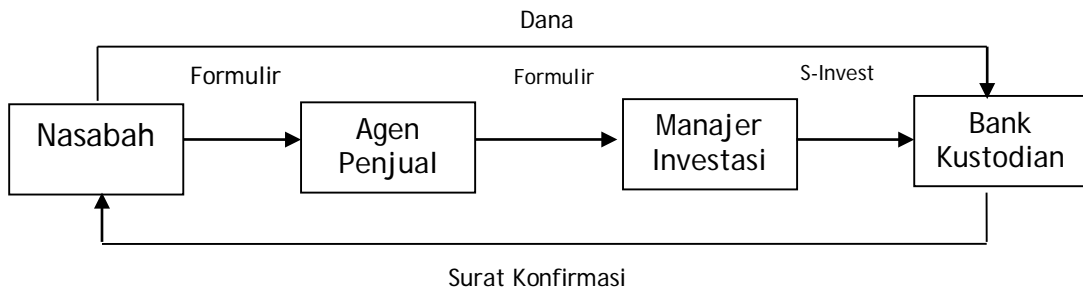 Dana
Formulir
Formulir
S-Invest
Nasabah
Agen
Penjual
Manajer
Investasi
Bank
Kustodian
Surat Konfirmasi